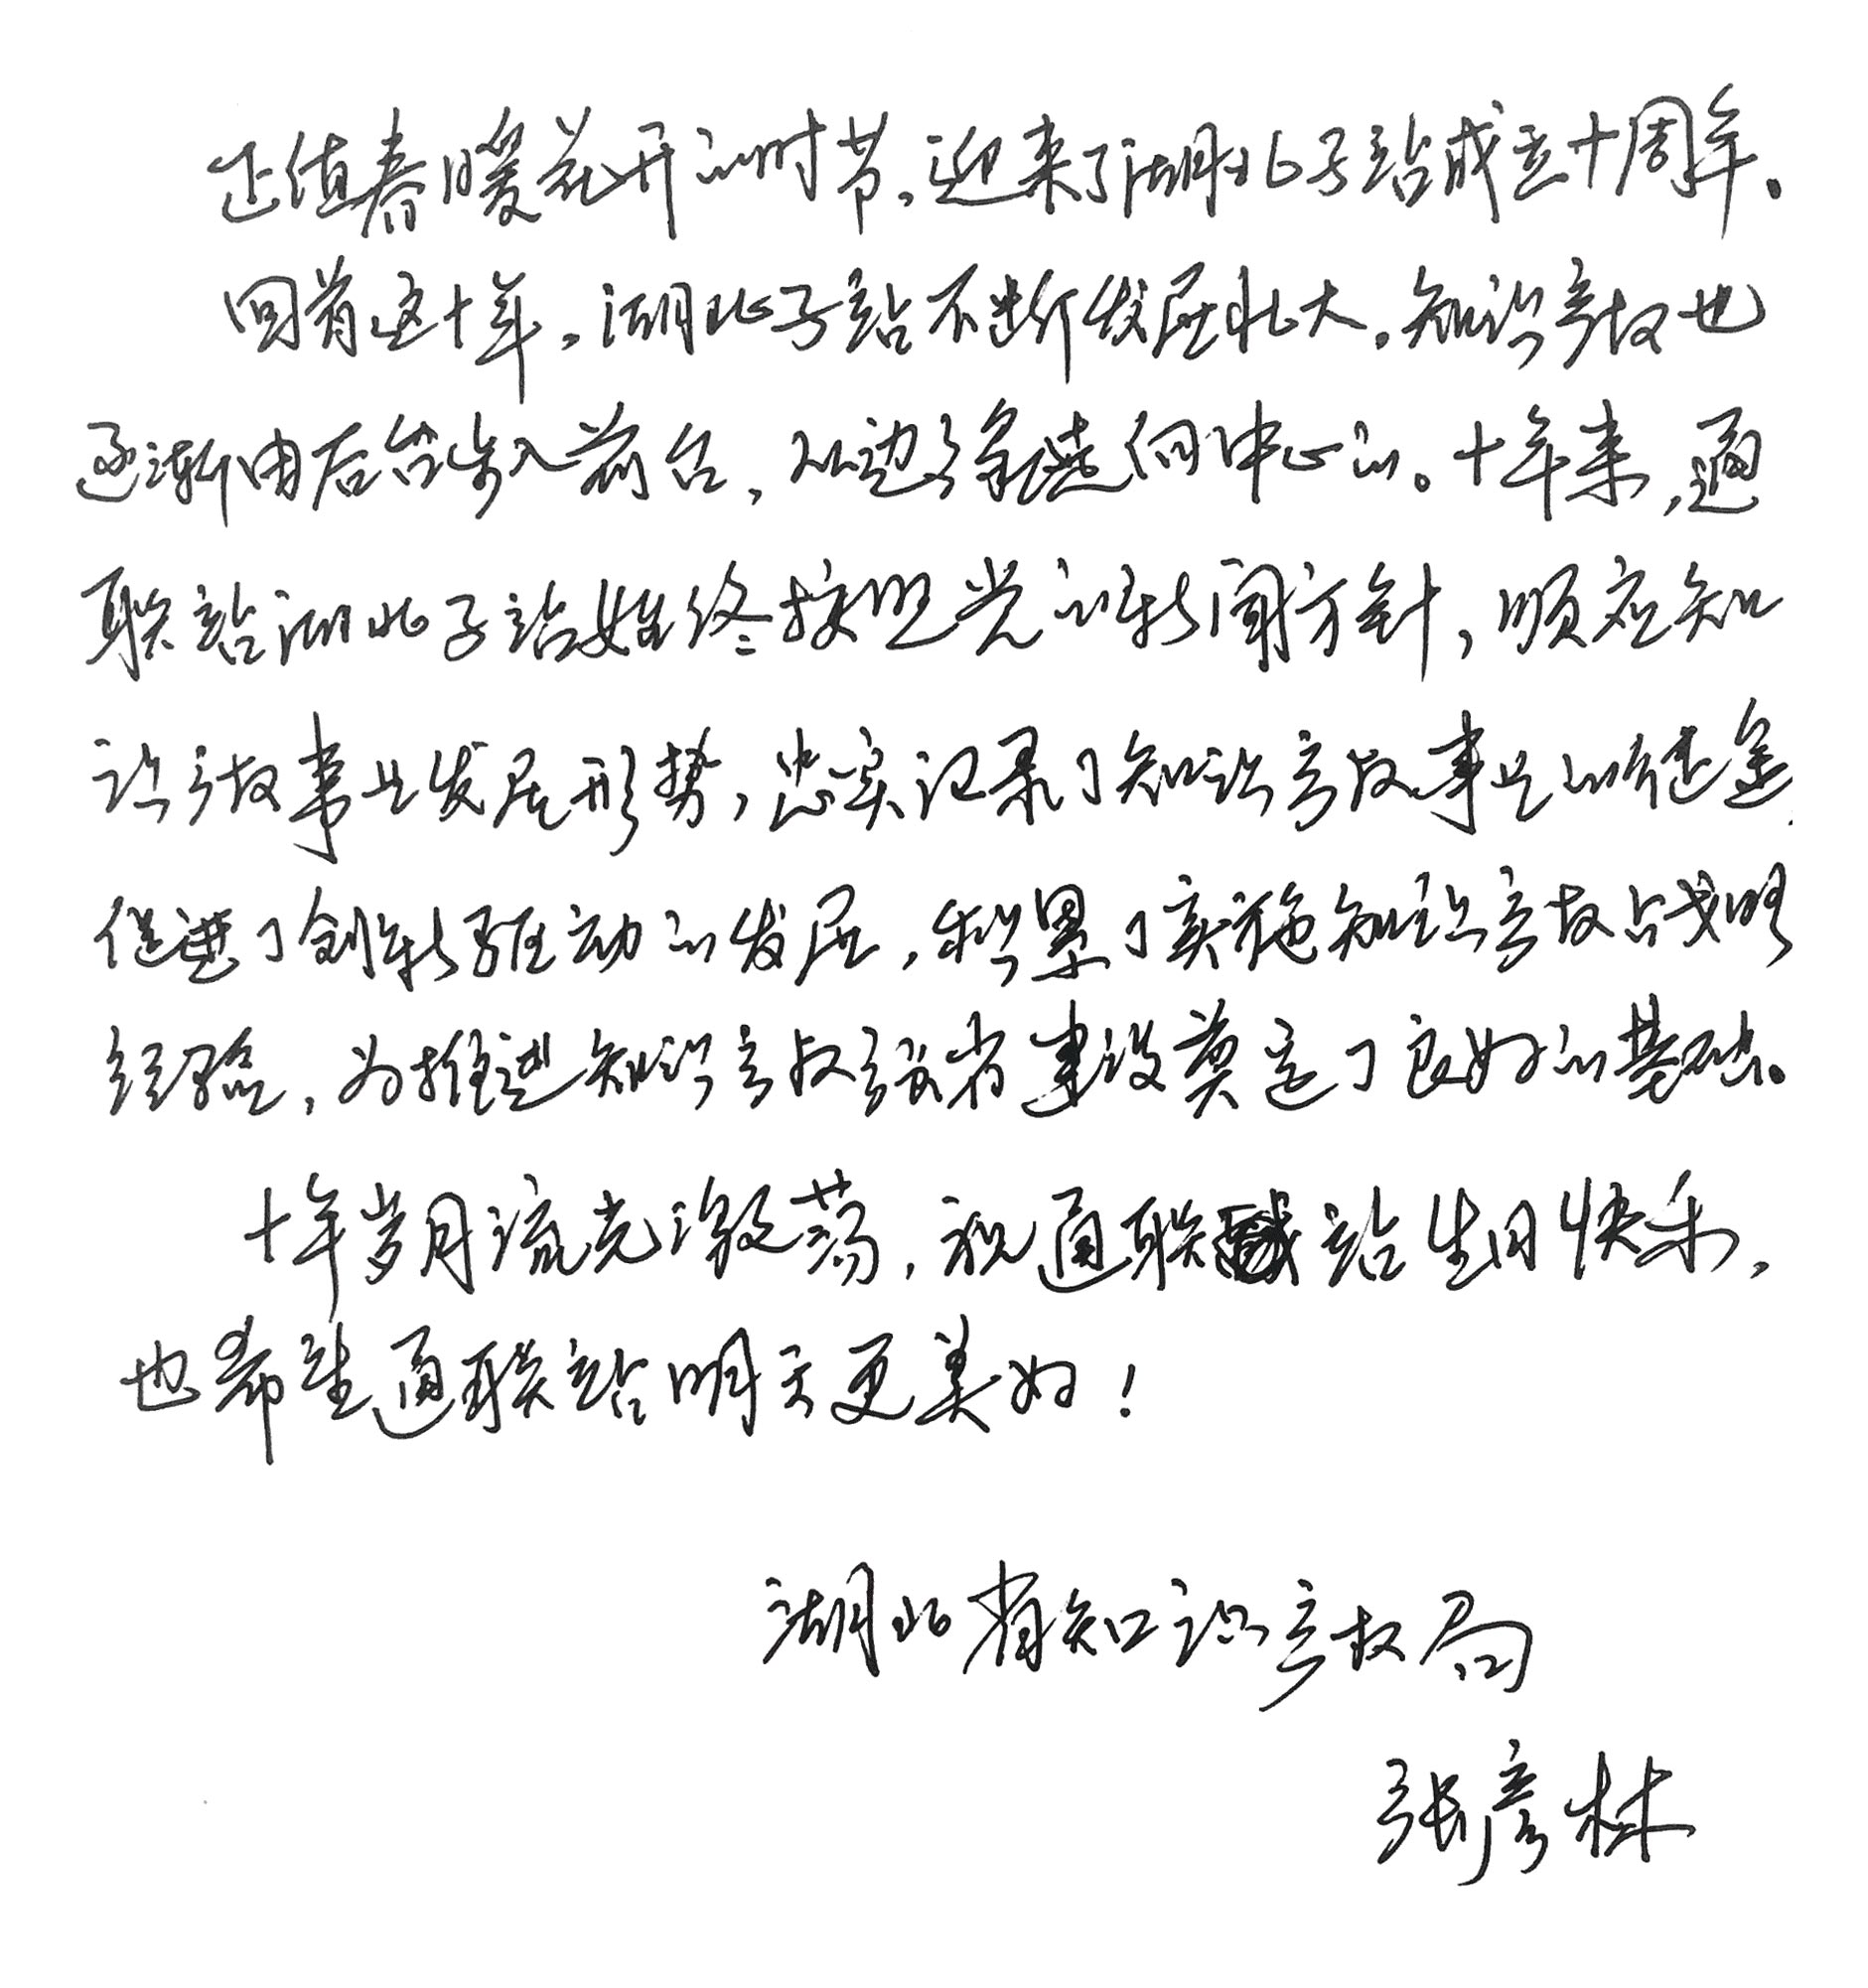 正值春暖花开的时节，迎来了湖北子站成立十周年。
回首这十年，湖北子站不断发展壮大，知识产权也
逐渐由后台步入前台，从边缘走向中心的。十年来，通
联站湖北子站始终按照党的新闻方针，顺应知
识产权事业发展形势，忠实记录了知识产权事业的征途
促进了创新驱动的发展，积累了实施知识产权战略
经验，为推进知识产权强省建设奠定了良好的基础。
十年岁月流光激荡，祝通联站生日快乐，
也希望通联站明天更美好！
湖北省知识产权局
张彦林